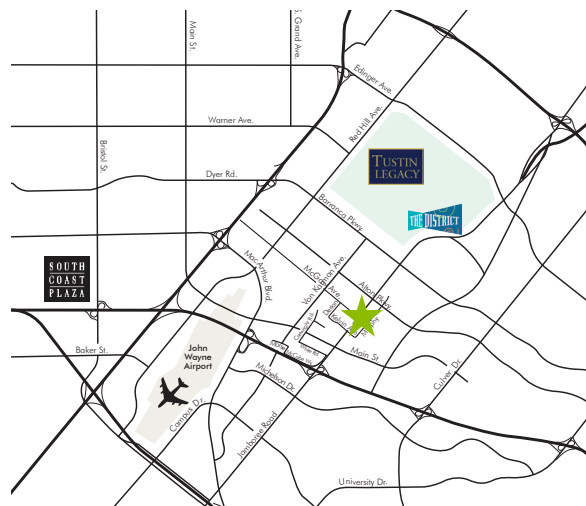 S. Grand Ave.
Main St.
Edinger Ave.
Red Hill Ave.
Warner Ave.
Bristol St.
TUSTIN
LEGACY
Dyer Rd.
Barranca Pkwy.
THE DISTRICT
MacArthur Blvd.
Von Karman Ave.
McGaw Ave.
Alton Pkwy.
SOUTH
COAST
PLAZA
Main St.
Baker St.
John
Wayne
Airport
Michelson Dr.
Culver Dr.
Campus Dr.
Jamboree Road
University Dr.